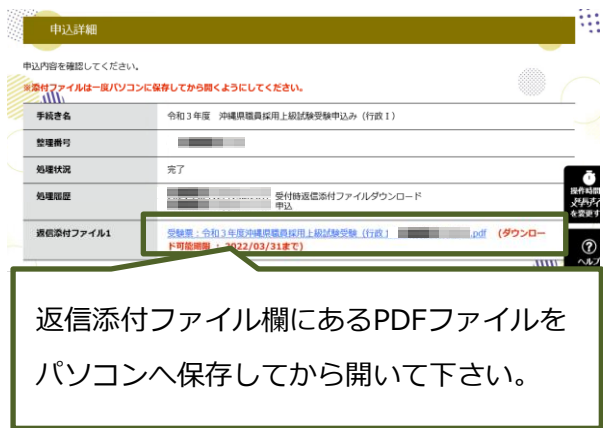 申込詳細
申込内容を確認してください。
※添付ファイルは一度パソコンに保存してから開くようにしてください。
手続き名 令和3年度 沖縄県職員採用上級試験受験申込み（行政Ⅰ）
整理番号
処理状況 完了
処理履歴 受付時返信添付ファイルダウンロード
申込
返信添付ファイル1 受験票：令和3年度沖縄県職員採用上級試験受験（行政 .pdf (ダウンロー
ド可能期限 : 2022/03/31まで)
操作時間
を変更す
ヘルプ
返信添付ファイル欄にあるPDFファイルを
パソコンへ保存してから開いて下さい。